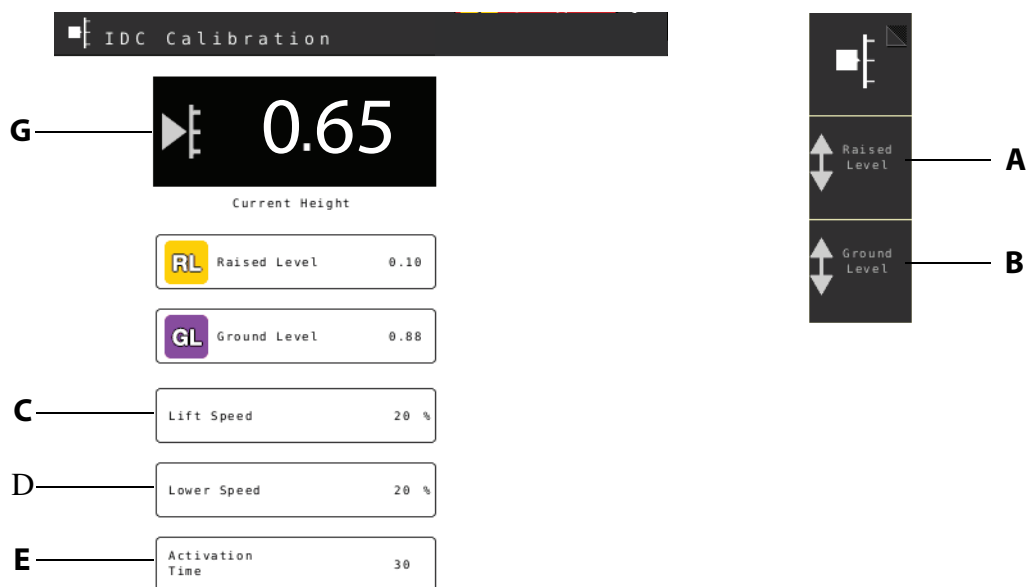 IDC Calibration
G
0.65
Current Height
RL Raised Level 0.10
GL Ground Level 0.88
C
Lift Speed 20 %
D
Lower Speed 20 %
E
Activation
Time 30
Raised
Level
A
Ground
Level
B